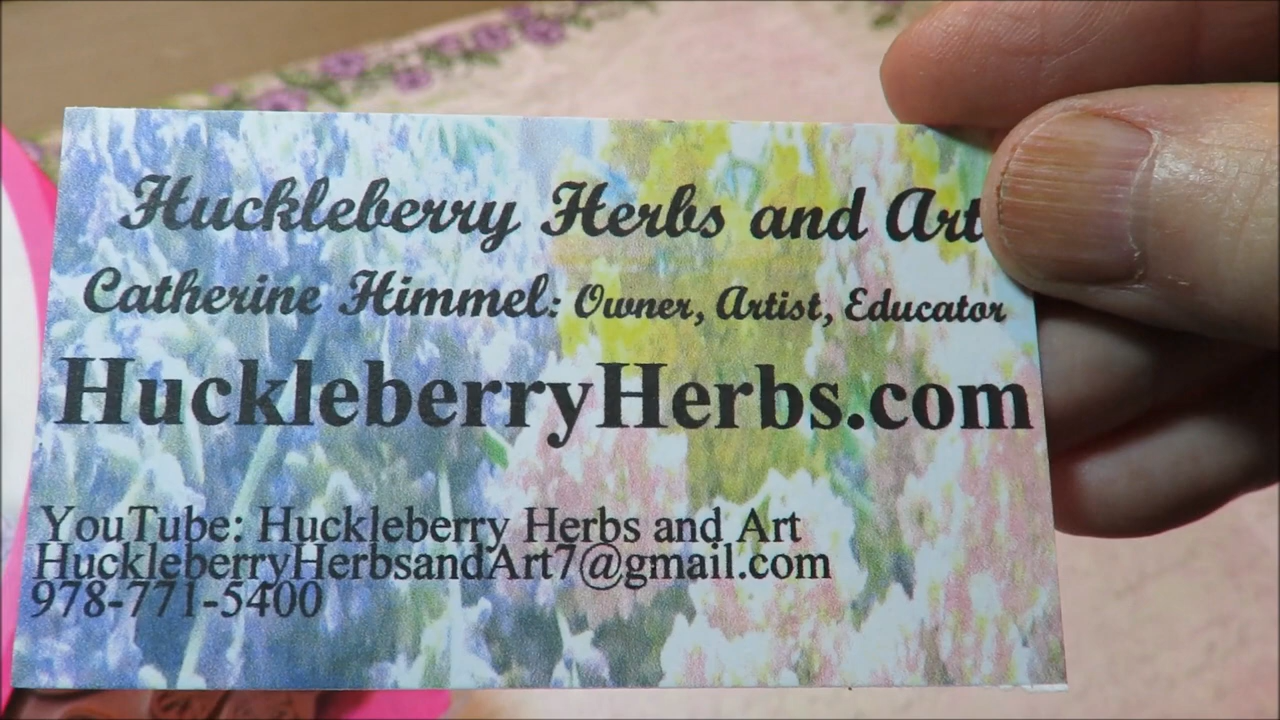 Huckleberry Herbs and Art
Catherine Himmel: Owner, Artist, Educator
HuckleberryHerbs.com
YouTube: Huckleberry Herbs and Art
HuckleberryHerbsandArt7@gmail.com
978-771-5400